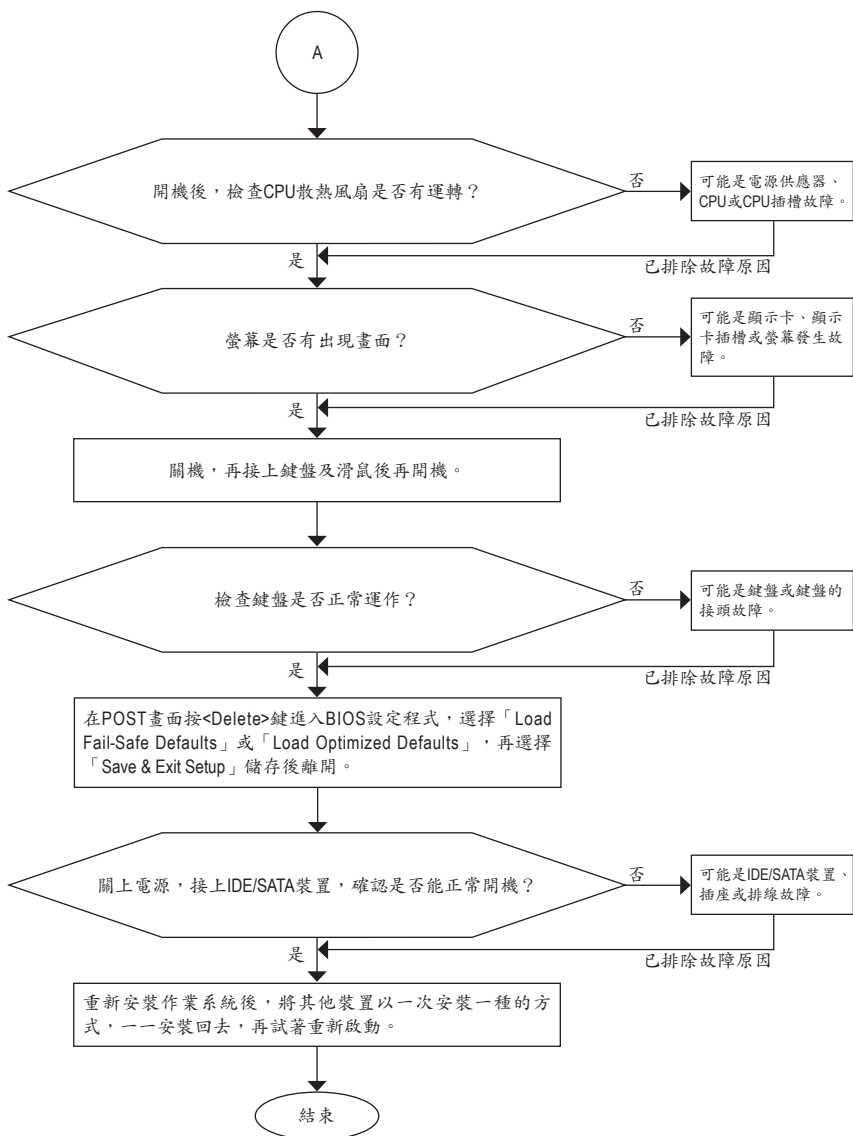 A
開機後，檢查CPU散熱風扇是否有運轉？
否
可能是電源供應器、
CPU或CPU插槽故障。
是
已排除故障原因
螢幕是否有出現畫面？
否
可能是顯示卡、顯示
卡插槽或螢幕發生故
障。
是
已排除故障原因
關機，再接上鍵盤及滑鼠後再開機。
檢查鍵盤是否正常運作？
否
可能是鍵盤或鍵盤的
接頭故障。
是
已排除故障原因
在POST畫面按<Delete>鍵進入BIOS設定程式，選擇「Load
Fail-Safe Defaults」或「Load Optimized Defaults」，再選擇
「Save & Exit Setup」儲存後離開。
關上電源，接上IDE/SATA裝置，確認是否能正常開機？
否
可能是IDE/SATA裝置、
插座或排線故障。
是
已排除故障原因
重新安裝作業系統後，將其他裝置以一次安裝一種的方
式，一一安裝回去，再試著重新啟動。
結束